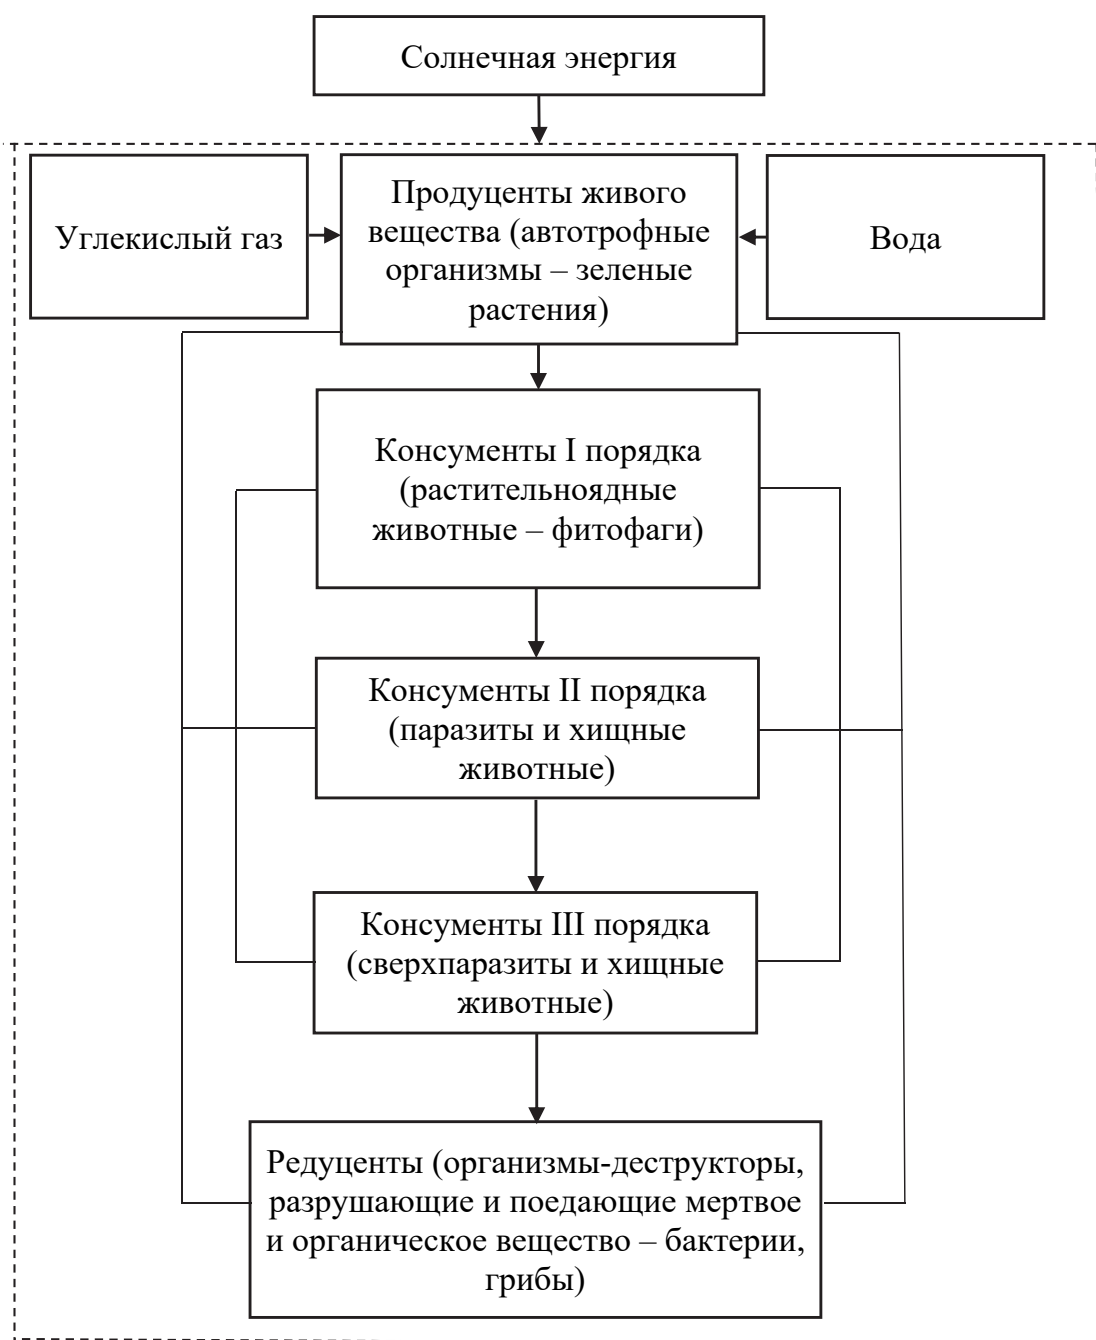 Солнечная энергия
Углекислый газ
Продуценты живого
вещества (автотрофные
организмы – зеленые
растения)
Вода
Консументы I порядка
(растительноядные
животные – фитофаги)
Консументы II порядка
(паразиты и хищные
животные)
Консументы III порядка
(сверхпаразиты и хищные
животные)
Редуценты (организмы-деструкторы,
разрушающие и поедающие мертвое
и органическое вещество – бактерии,
грибы)